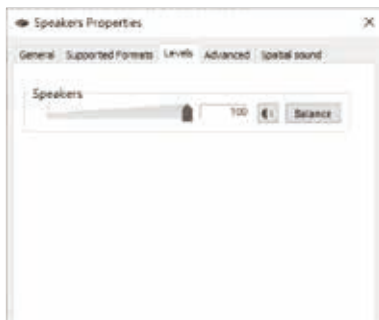 Speakers Properties
General Supported Formats Levels Advanced Spatial sound
Speakers
100 Balance